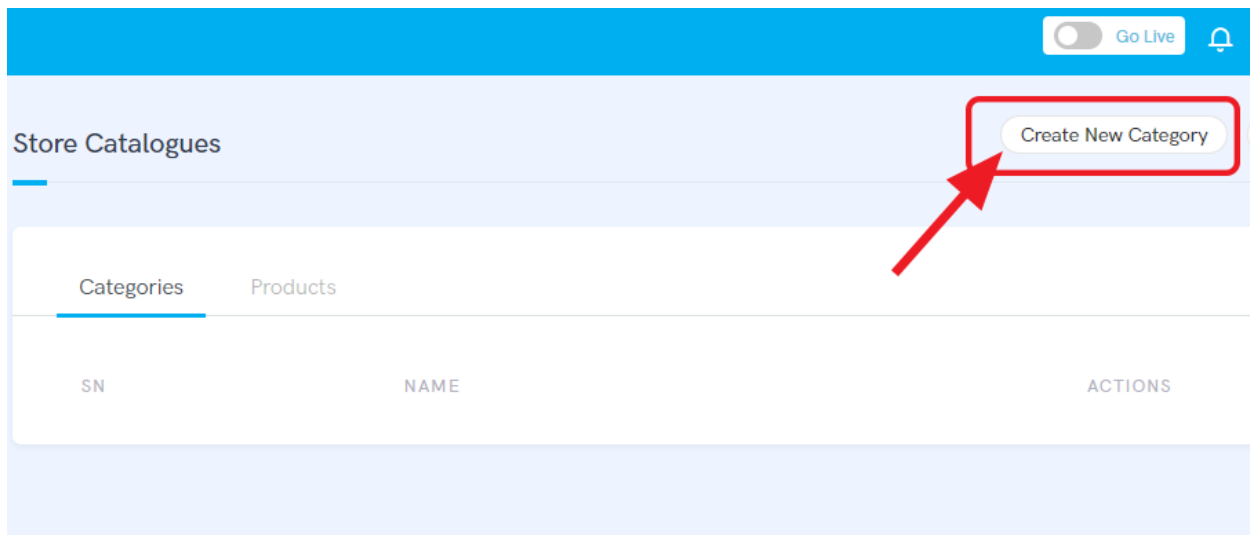 Go Live
Store Catalogues
Create New Category
Categories Products
SN NAME ACTIONS